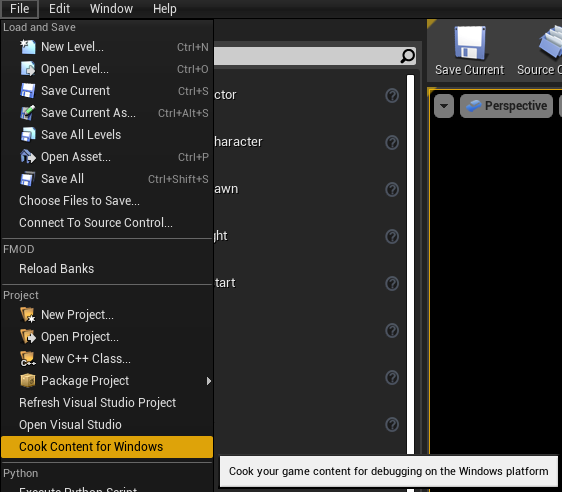 File Edit Window Help
Load and Save
New Level... Ctrl+N
Open Level... Ctrl+O
Save Current Ctrl+S
Save Current As... Ctrl+Alt+S
Save All Levels
Open Asset... Ctrl+P
Save All Ctrl+Shift+S
Choose Files to Save...
Connect To Source Control...
FMOD
Reload Banks
Project
New Project...
Open Project...
New C++ Class...
Package Project
Refresh Visual Studio Project
Open Visual Studio
Cook Content for Windows
Python
Execute Python Script
ctor
haracter
awn
ght
tart
Save Current Source C
Perspective
Cook your game content for debugging on the Windows platform